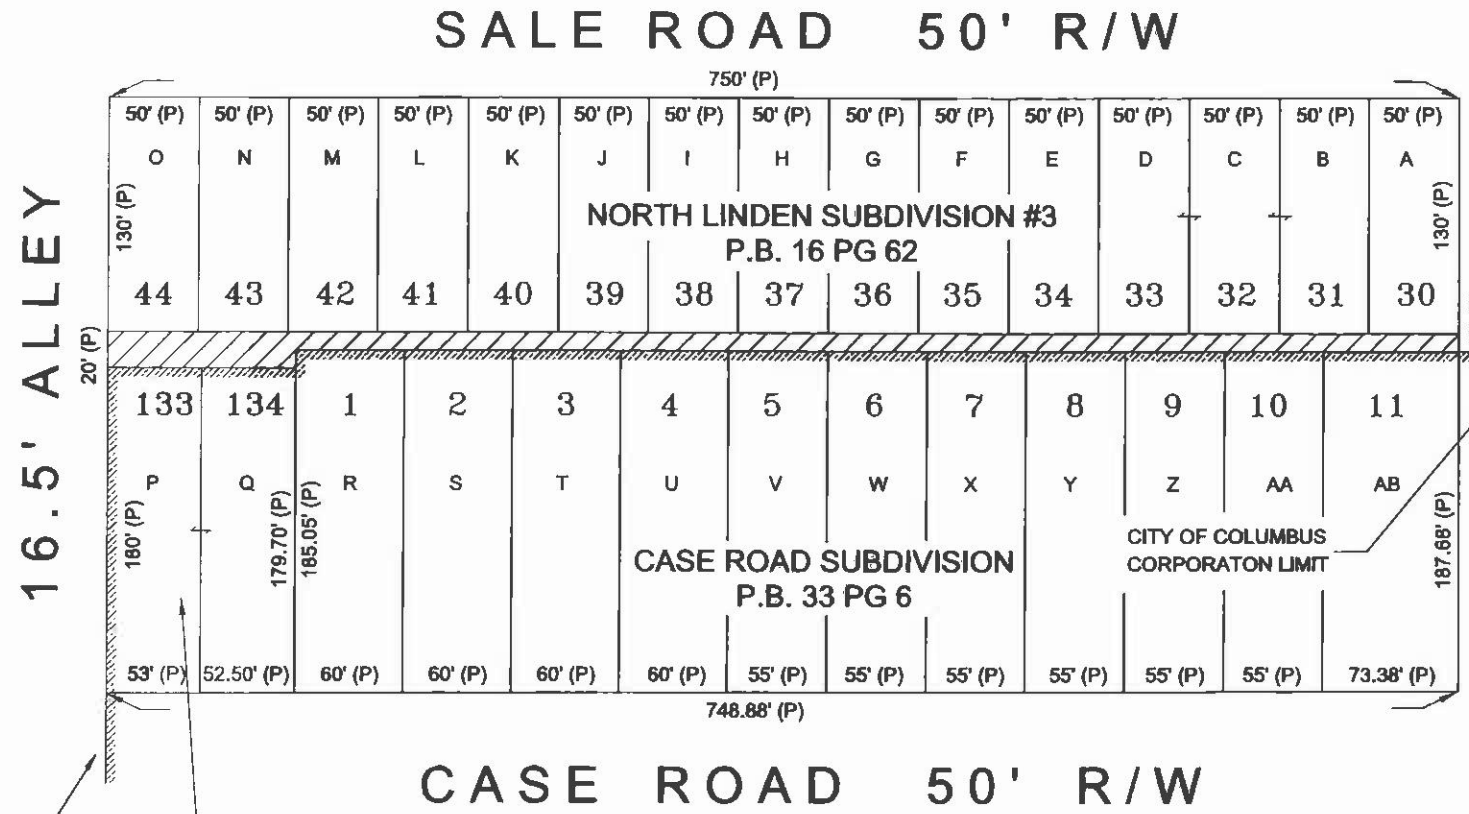 SALE ROAD 50' R/W
750' (P)
50' (P) 50' (P) 50' (P) 50' (P) 50' (P) 50' (P) 50' (P) 50' (P) 50' (P) 50' (P) 50' (P) 50' (P) 50' (P) 50' (P) 50' (P)
O N M L K J I H G F E D C B A
130' (P)
130' (P)
NORTH LINDEN SUBDIVISION #3
P.B. 16 PG 62
44 43 42 41 40 39 38 37 36 35 34 33 32 31 30
16.5' ALLEY
20' (P)
133 134 1 2 3 4 5 6 7 8 9 10 11
P Q R S T U V W X Y Z AA AB
180' (P)
179.70' (P)
185.05' (P)
187.68' (P)
CASE ROAD SUBDIVISION
P.B. 33 PG 6
CITY OF COLUMBUS
CORPORATON LIMIT
53' (P) 52.50' (P) 60' (P) 60' (P) 60' (P) 60' (P) 55' (P) 55' (P) 55' (P) 55' (P) 55' (P) 55' (P) 73.38' (P)
748.88' (P)
CASE ROAD 50' R/W